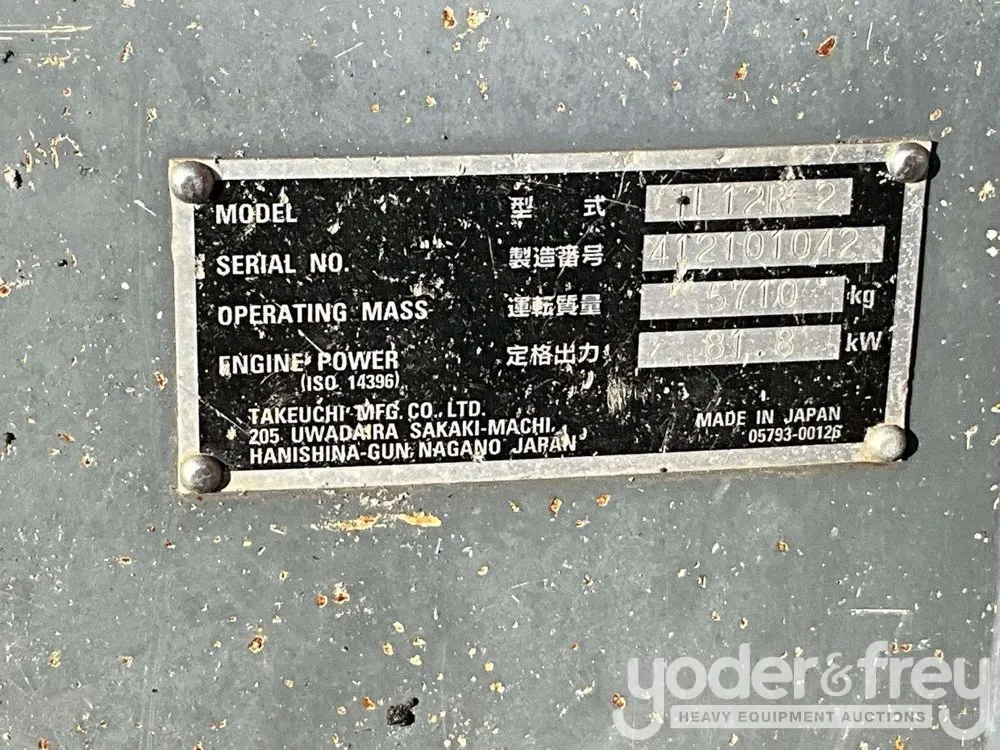 MODEL 型 式 TL12R-2
SERIAL NO. 製造番号 412101042
OPERATING MASS 運転質量 5710 kg
ENGINE POWER 定格出力 81.8 kW
(ISO 14396)
TAKEUCHI MFG. CO., LTD.
205 UWADAIRA SAKAKI-MACHI,
HANISHINA-GUN, NAGANO JAPAN
MADE IN JAPAN
05793-00126
yoder&frey
HEAVY EQUIPMENT AUCTIONS